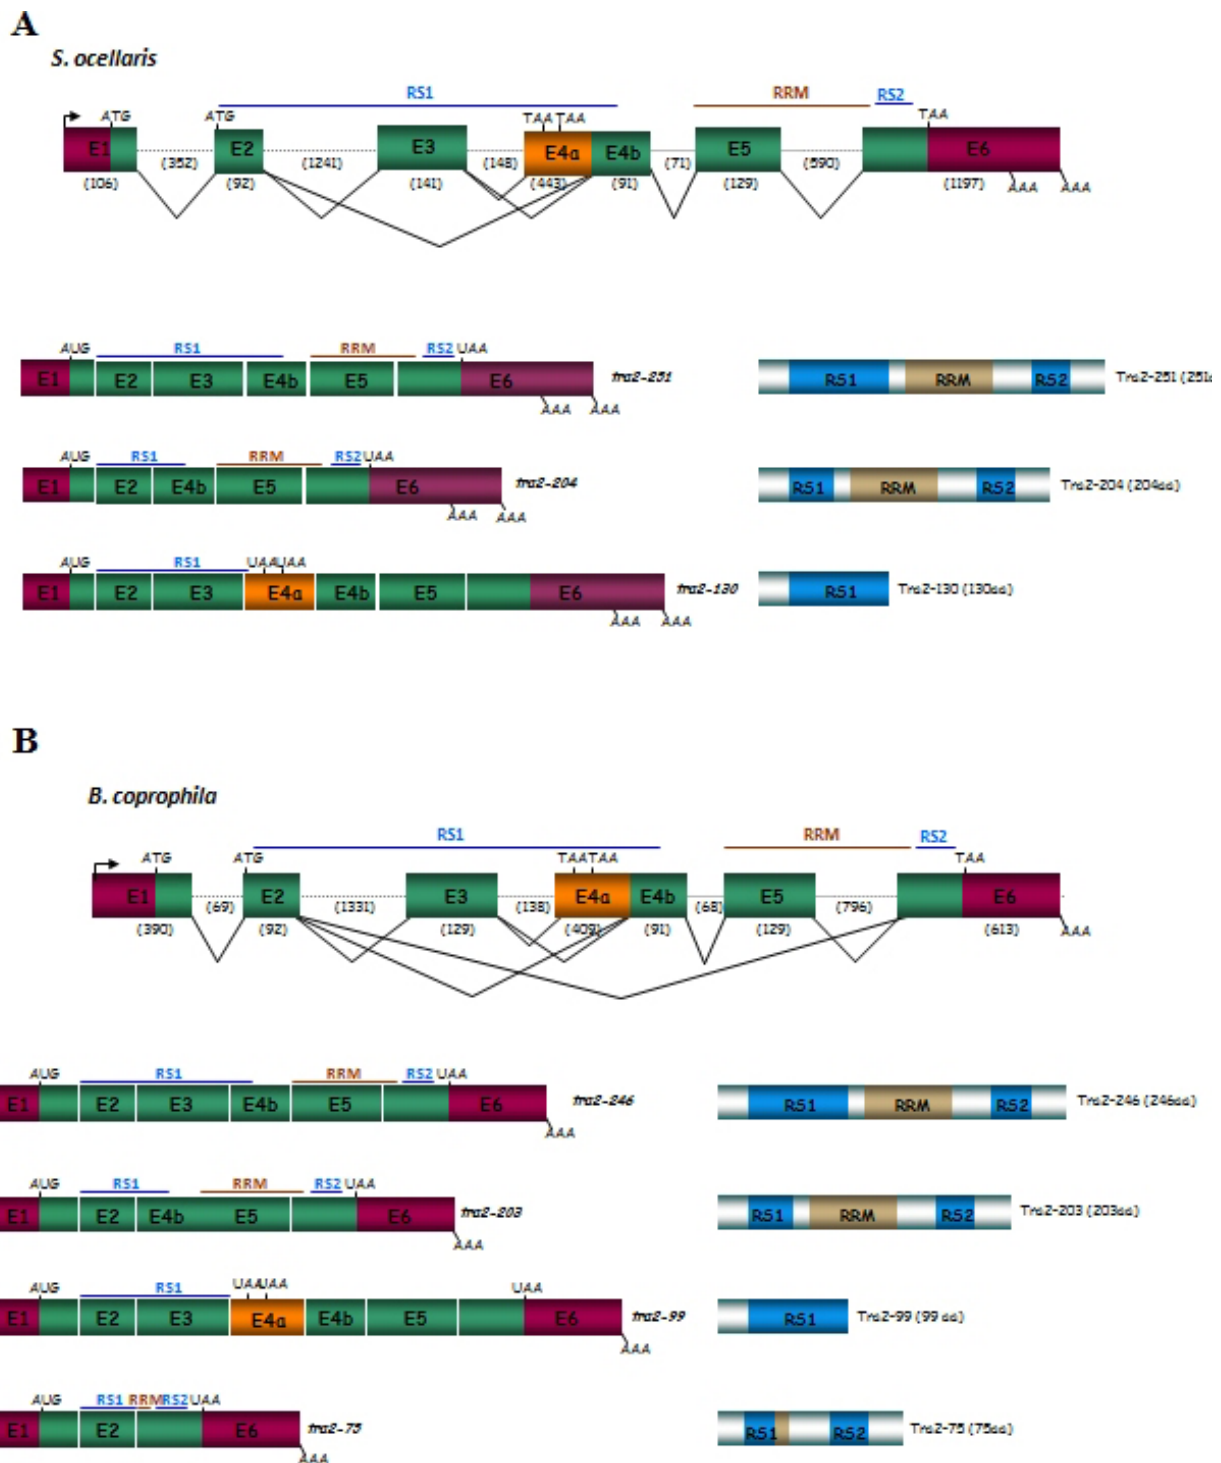 A
S. ocellaris
RS1 RRM RS2
ATG ATG TAA TAA TAA
E1 E2 E3 E4a E4b E5 E6
(352) (1241) (148) (71) (590)
(106) (92) (141) (443) (91) (129) (1197)
AAA AAA
AUG RS1 RRM RS2 UAA
E1 E2 E3 E4b E5 E6 tra2-251 RS1 RRM RS2 Tra2-251
AAA AAA
AUG RS1 RRM RS2 UAA
E1 E2 E4b E5 E6 tra2-204 RS1 RRM RS2 Tra2-204 (204aa)
AAA AAA
AUG RS1 UAAUAA
E1 E2 E3 E4a E4b E5 E6 tra2-130 RS1 Tra2-130 (130aa)
AAA AAA
B
B. coprophila
RS1 RRM RS2
ATG ATG TAATAA TAA
E1 E2 E3 E4a E4b E5 E6
(69) (1331) (138) (68) (796)
(390) (92) (129) (409) (91) (129) (613) AAA
AUG RS1 RRM RS2 UAA
E1 E2 E3 E4b E5 E6 tra2-246 RS1 RRM RS2 Tra2-246 (246aa)
AAA
AUG RS1 RRM RS2 UAA
E1 E2 E4b E5 E6 tra2-203 RS1 RRM RS2 Tra2-203 (203aa)
AAA
AUG RS1 UAAUAA UAA
E1 E2 E3 E4a E4b E5 E6 tra2-99 RS1 Tra2-99 (99 aa)
AAA
AUG RS1 RRM RS2 UAA
E1 E2 E6 tra2-75 RS1 RS2 Tra2-75 (75aa)
AAA